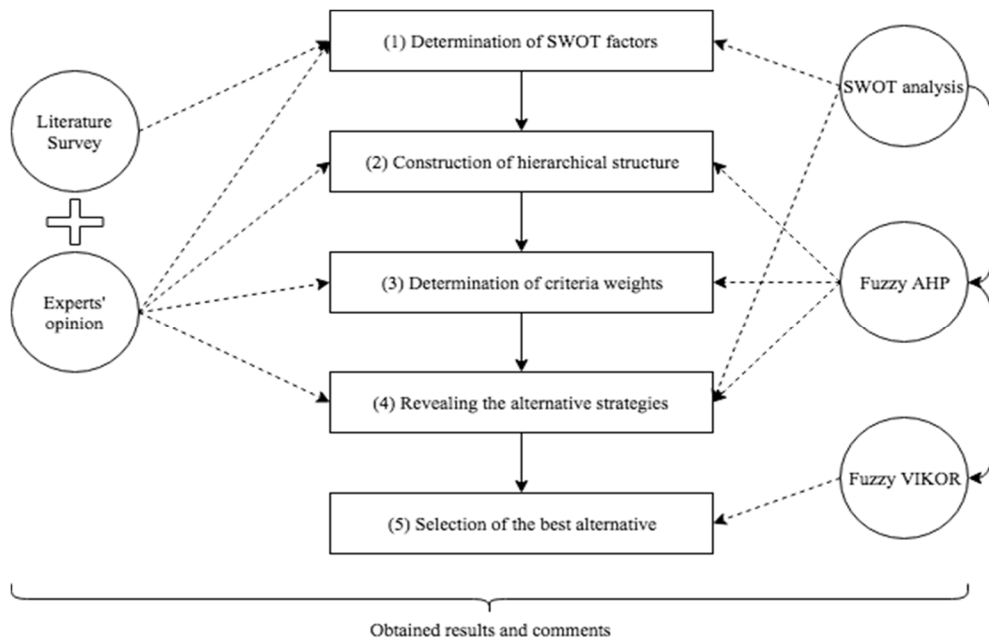 (1) Determination of SWOT factors
Literature
Survey
SWOT analysis
(2) Construction of hierarchical structure
Experts'
opinion
(3) Determination of criteria weights
Fuzzy AHP
(4) Revealing the alternative strategies
Fuzzy VIKOR
(5) Selection of the best alternative
Obtained results and comments